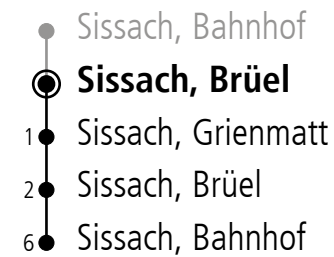 Sissach, Bahnhof
Sissach, Brüel
1 Sissach, Grienmatt
2 Sissach, Brüel
6 Sissach, Bahnhof